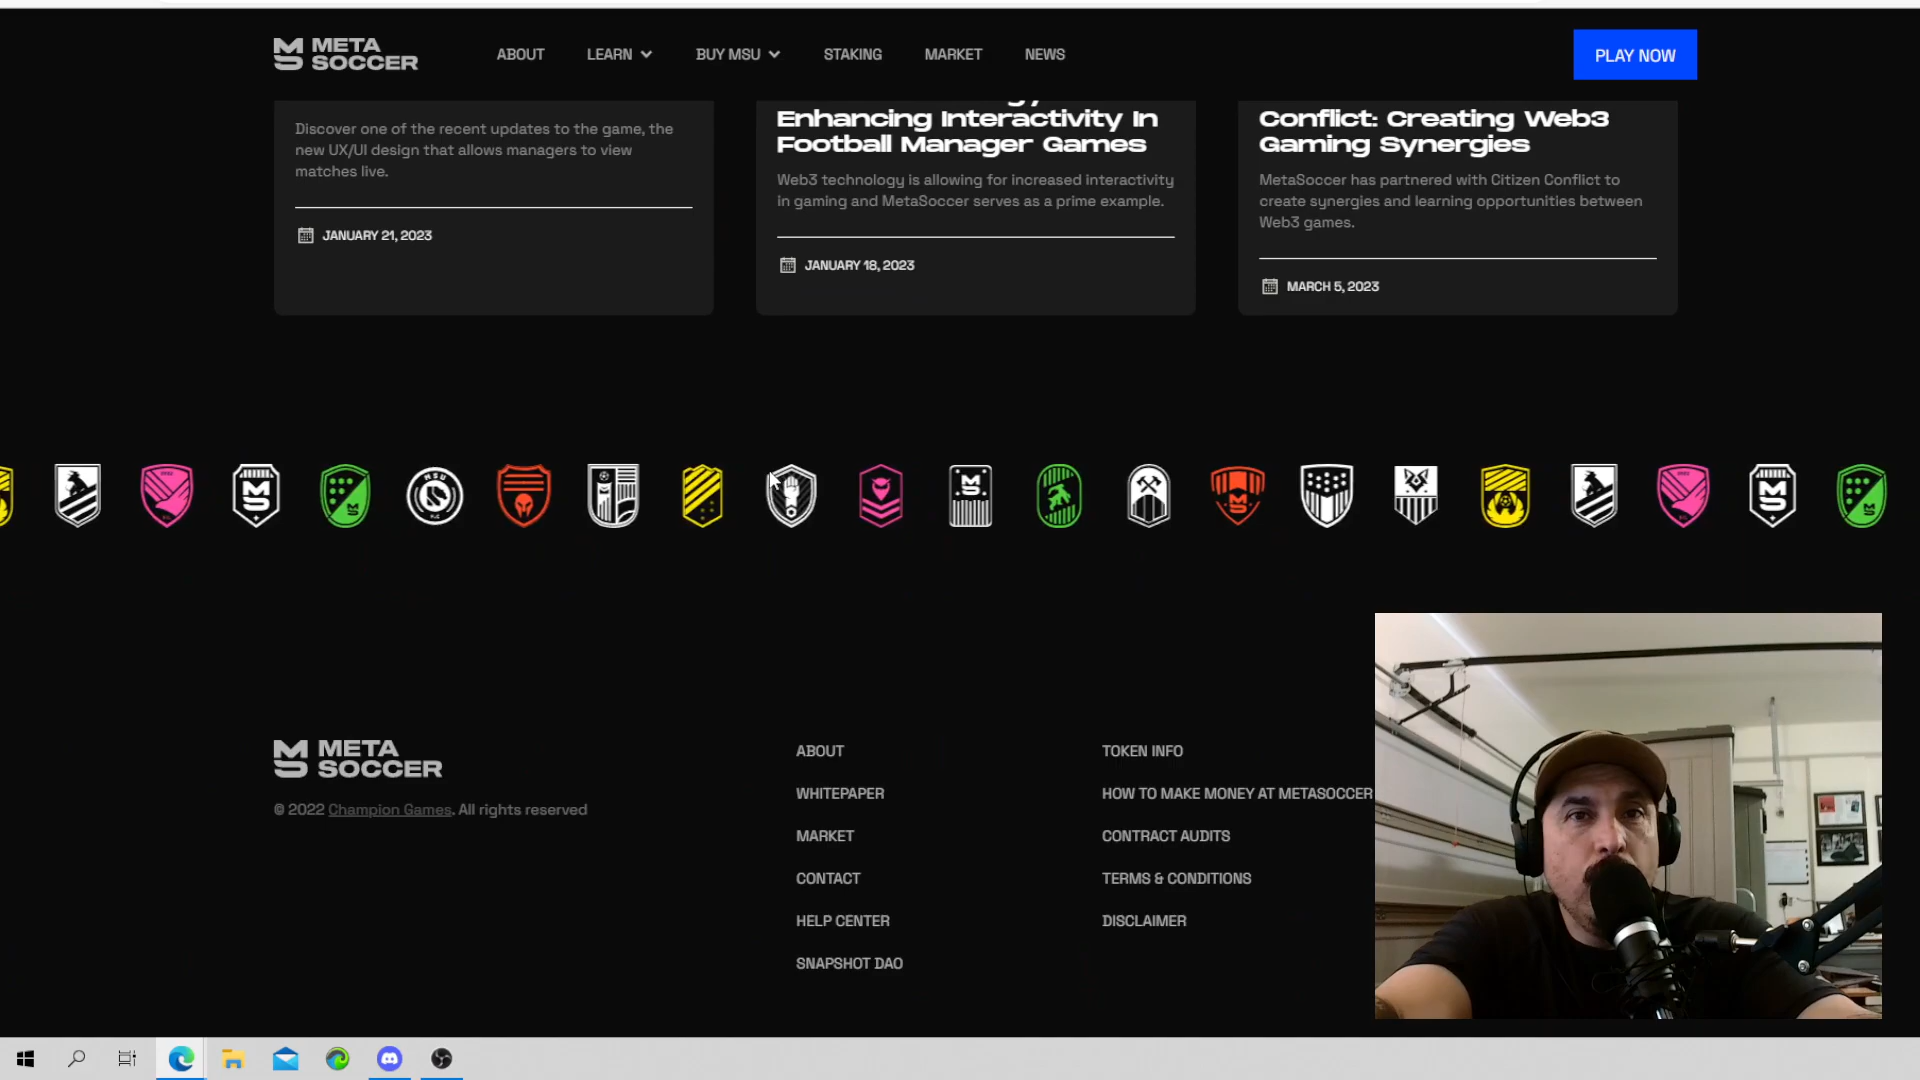 META
SOCCER
ABOUT
LEARN
BUY MSU
STAKING
MARKET
NEWS
PLAY NOW
Discover one of the recent updates to the game, the
new UX/UI design that allows managers to view
matches live.
JANUARY 21, 2023
Enhancing Interactivity In
Football Manager Games
Web3 technology is allowing for increased interactivity
in gaming and MetaSoccer serves as a prime example.
JANUARY 18, 2023
Conflict: Creating Web3
Gaming Synergies
MetaSoccer has partnered with Citizen Conflict to
create synergies and learning opportunities between
Web3 games.
MARCH 5, 2023
META
SOCCER
© 2022 Champion Games. All rights reserved
ABOUT
WHITEPAPER
MARKET
CONTACT
HELP CENTER
SNAPSHOT DAO
TOKEN INFO
HOW TO MAKE MONEY AT METASOCCER
CONTRACT AUDITS
TERMS & CONDITIONS
DISCLAIMER